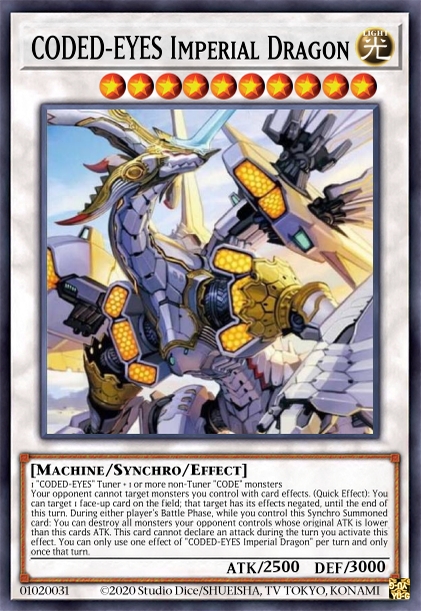 CODED-EYES Imperial Dragon
LIGHT
光
[Machine/Synchro/Effect]
1 "CODED-EYES" Tuner + 1 or more non-Tuner "CODE" monsters
Your opponent cannot target monsters you control with card effects. (Quick Effect): You
can target 1 face-up card on the field; that target has its effects negated, until the end of
this turn. During either player's Battle Phase, while you control this Synchro Summoned
card: You can destroy all monsters your opponent controls whose original ATK is lower
than this cards ATK. This card cannot declare an attack during the turn you activate this
effect. You can only use one effect of "CODED-EYES Imperial Dragon" per turn and only
once that turn.
ATK/2500 DEF/3000
01020031 ©2020 Studio Dice/SHUEISHA, TV TOKYO, KONAMI